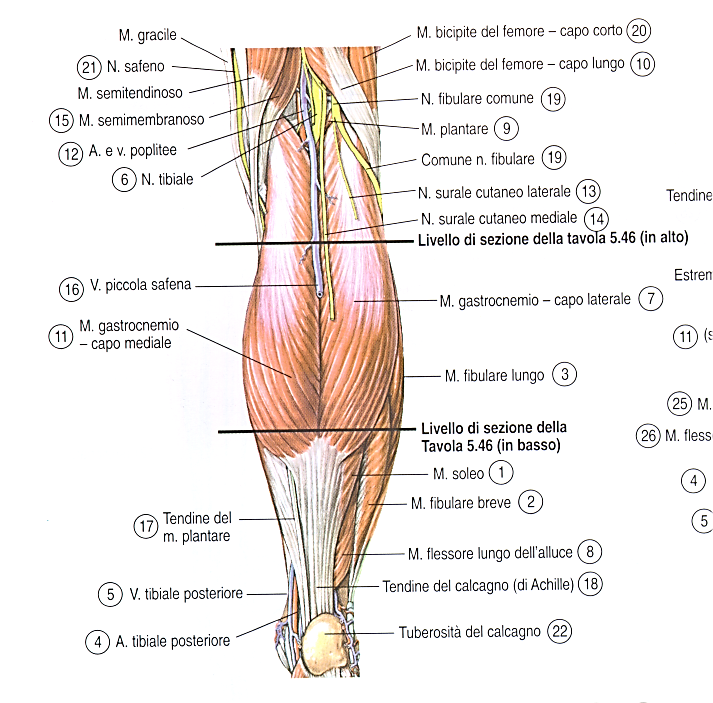 M. gracile
21 N. safeno
M. semitendinoso
15 M. semimembranoso
12 A. e v. poplitee
6 N. tibiale
16 V. piccola safena
11 M. gastrocnemio
– capo mediale
17 Tendine del
m. plantare
5 V. tibiale posteriore
4 A. tibiale posteriore
M. bicipite del femore – capo corto 20
M. bicipite del femore – capo lungo 10
N. fibulare comune 19
M. plantare 9
Comune n. fibulare 19
N. surale cutaneo laterale 13
N. surale cutaneo mediale 14
Livello di sezione della tavola 5.46 (in alto)
M. gastrocnemio – capo laterale 7
M. fibulare lungo 3
Livello di sezione della
Tavola 5.46 (in basso)
M. soleo 1
M. fibulare breve 2
M. flessore lungo dell'alluce 8
Tendine del calcagno (di Achille) 18
Tuberosità del calcagno 22
Tendine
Estrem
11 (s
25 M.
26 M. fless
4
5